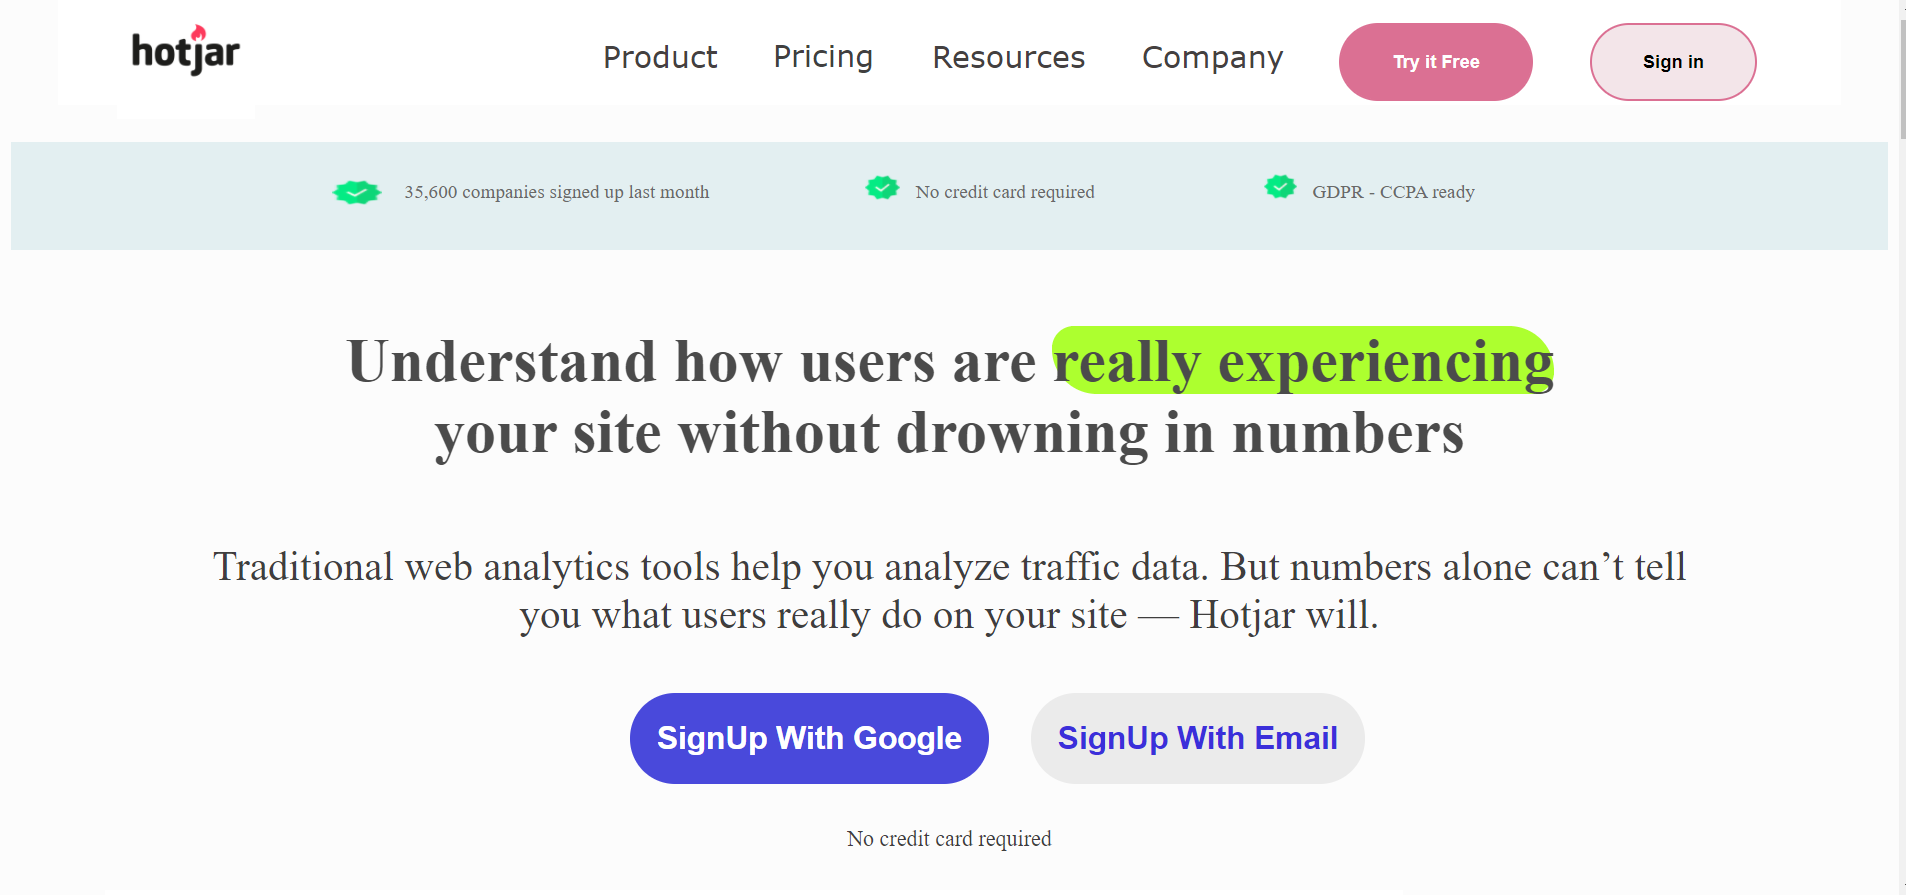 hotjar
Product
Pricing
Resources
Company
Try it Free
Sign in
35,600 companies signed up last month
No credit card required
GDPR - CCPA ready
Understand how users are really experiencing
your site without drowning in numbers
Traditional web analytics tools help you analyze traffic data. But numbers alone can’t tell
you what users really do on your site — Hotjar will.
SignUp With Google
SignUp With Email
No credit card required